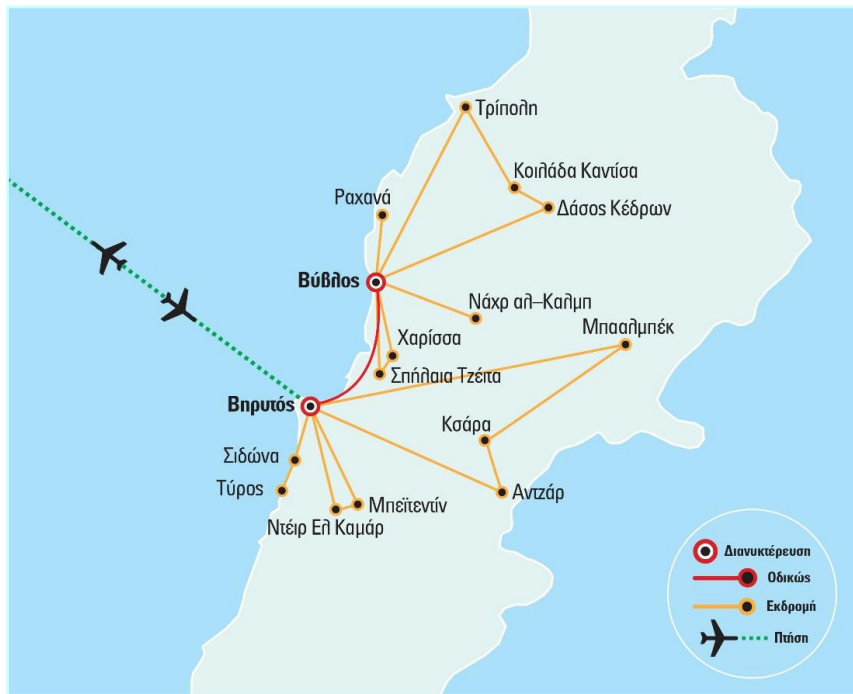 Τρίπολη
Κοιλάδα Καντίσα
Ραχανά
Δάσος Κέδρων
Βύβλος
Νάχρ αλ–Καλμπ
Μπααλμπέκ
Χαρίσσα
Σπήλαια Τζέιτα
Βηρυτός
Κσάρα
Σιδώνα
Τύρος
Μπεϊτεντίν
Αντζάρ
Ντέιρ Ελ Καμάρ
Διανυκτέρευση
Οδικώς
Εκδρομή
Πτήση